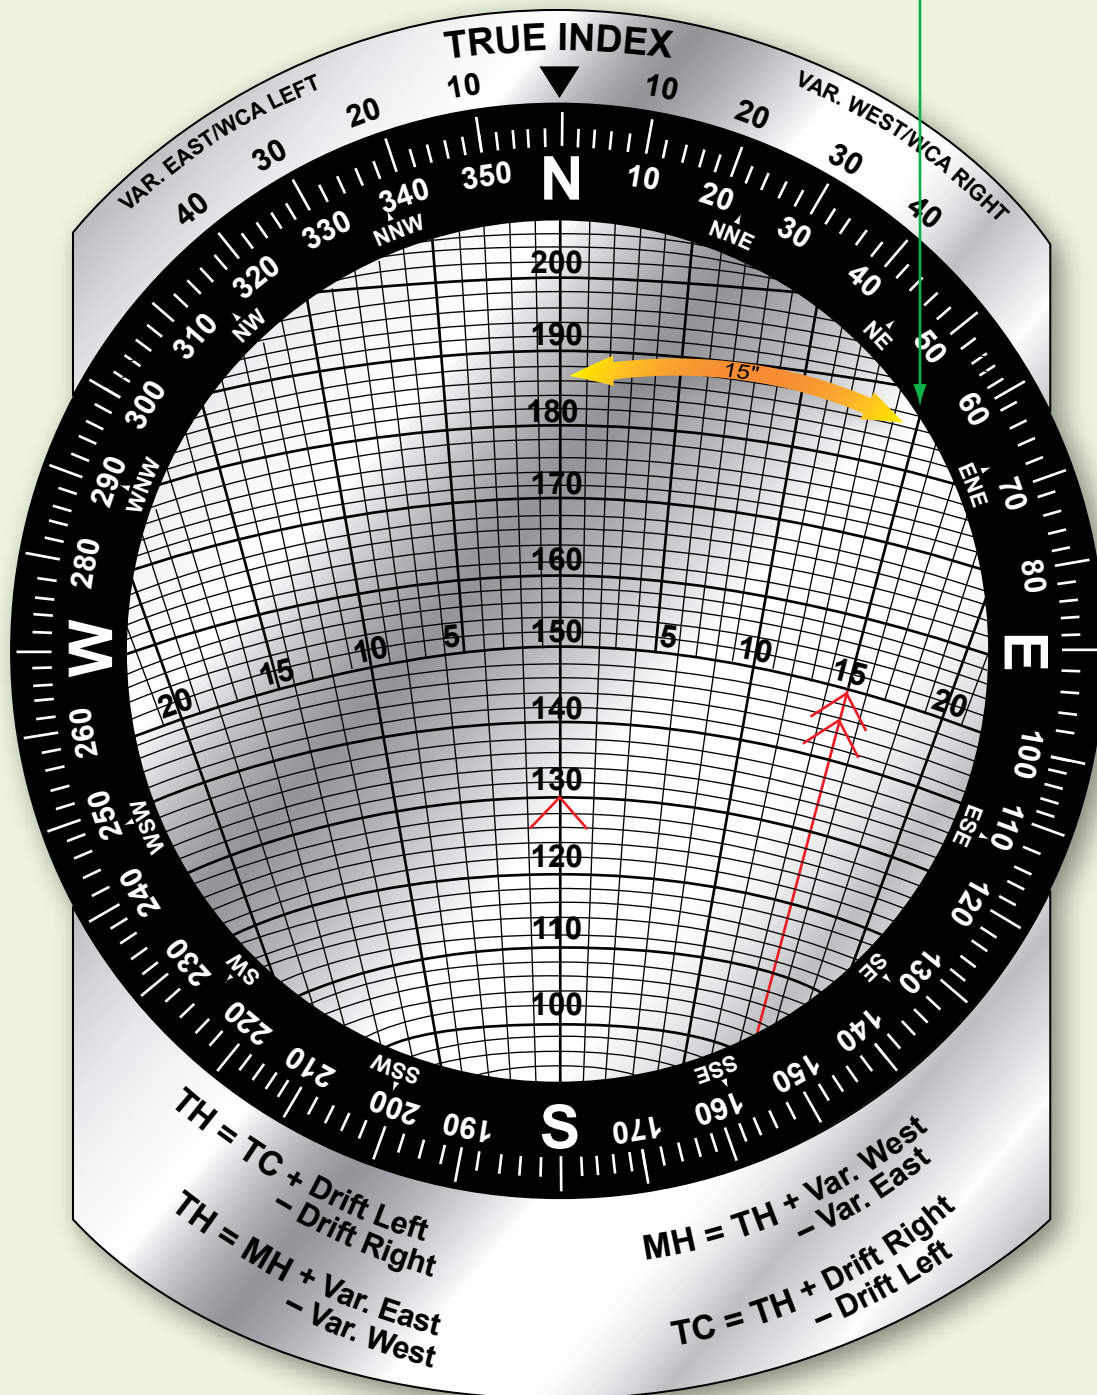 TRUE INDEX
VAR. EAST/WCA LEFT
VAR. WEST/WCA RIGHT
40 30 20 10 10 20 30 40
N 10 20 NNE 30 40 NE 50 60 ENE 70 80 E 100 110 ESE 120 130 SE 140 150 160 SSE 170 S 190 200 SSW 210 220 SW 230 240 WSW 250 260 W 280 290 WNW 300 310 NW 320 330 NNW 340 350
200
190
15"
180
170
160
150
20 15 10 5 5 10 15 20
140
130
120
110
100
TH = TC + Drift Left
– Drift Right
TH = MH + Var. East
– Var. West
MH = TH + Var. West
– Var. East
TC = TH + Drift Right
– Drift Left